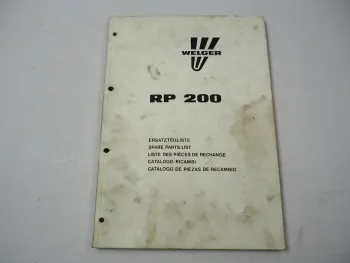 WELGER
RP 200
ERSATZTEILLISTE
SPARE PARTS LIST
LISTE DES PIÈCES DE RECHANGE
CATALOGO RICAMBI
CATALOGO DE PIEZAS DE RECAMBIO